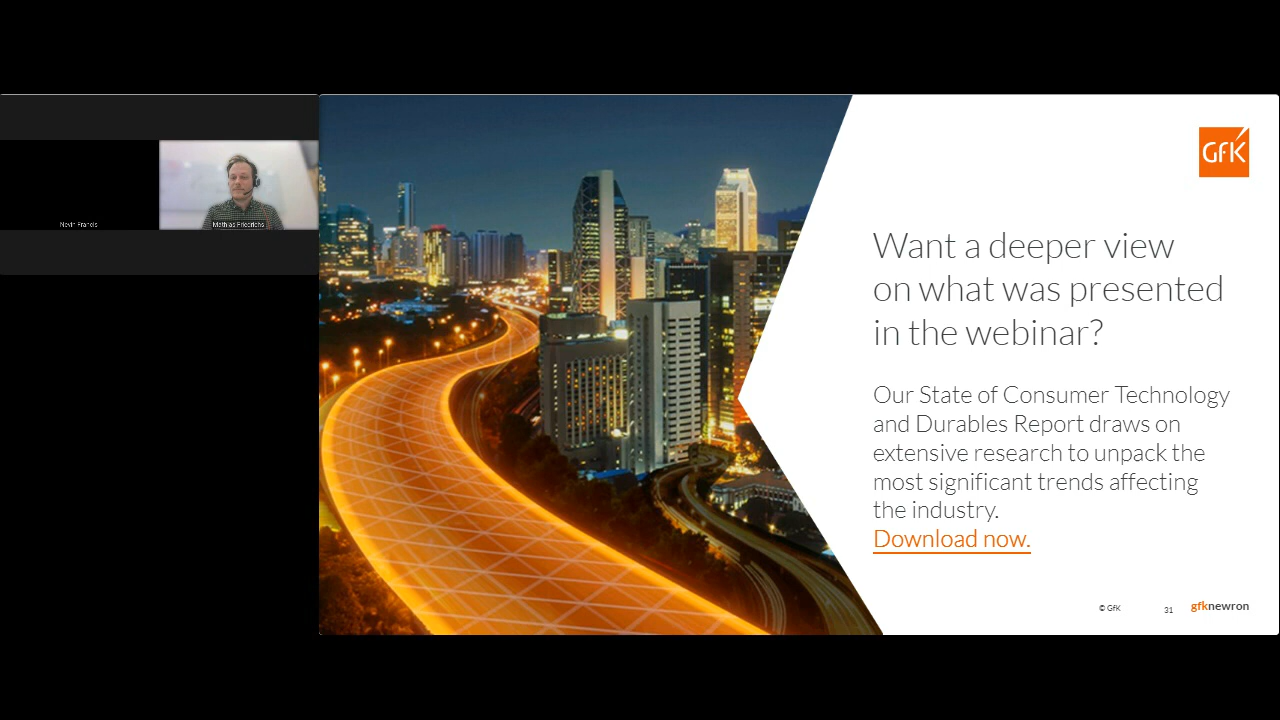 Nevin Francis
Mathias Friedrichs
GfK
Want a deeper view
on what was presented
in the webinar?
Our State of Consumer Technology
and Durables Report draws on
extensive research to unpack the
most significant trends affecting
the industry.
Download now.
© GfK
31
gfknewron